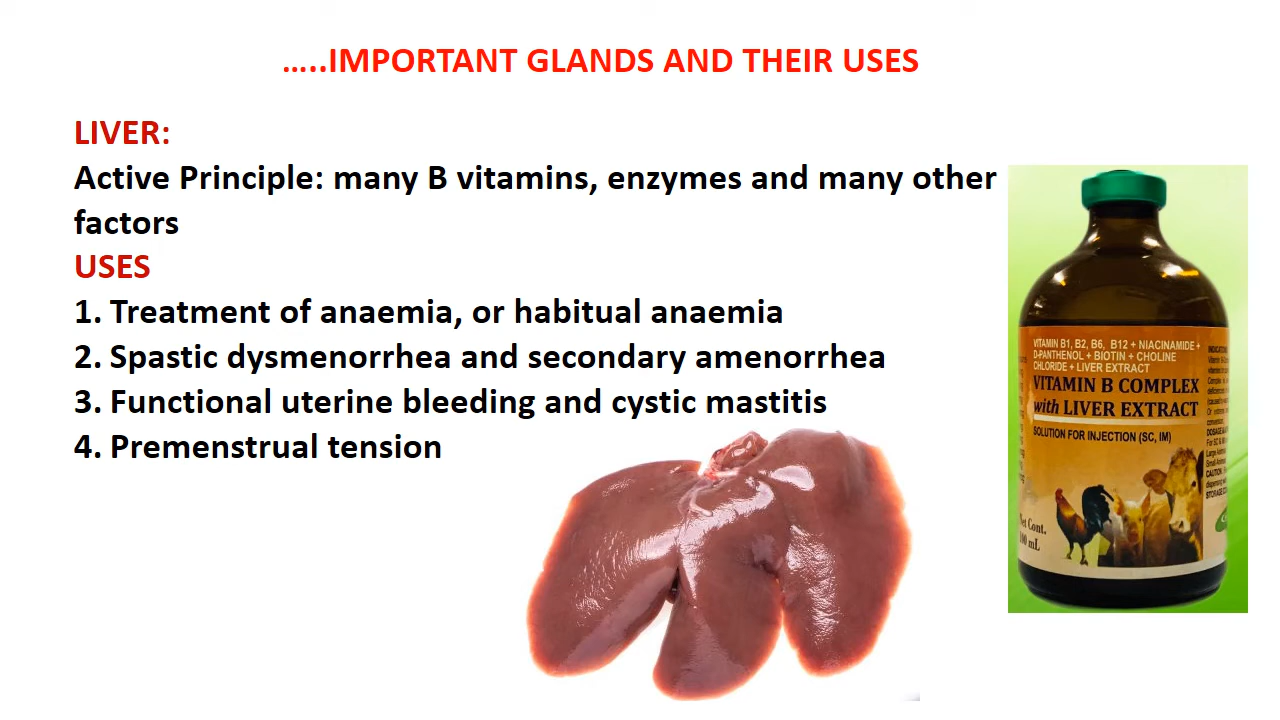 …..IMPORTANT GLANDS AND THEIR USES
LIVER:
Active Principle: many B vitamins, enzymes and many other
factors
USES
1. Treatment of anaemia, or habitual anaemia
2. Spastic dysmenorrhea and secondary amenorrhea
3. Functional uterine bleeding and cystic mastitis
4. Premenstrual tension
VITAMIN B1, B2, B6, B12 + NIACINAMIDE +
D-PANTHENOL + BIOTIN + CHOLINE
CHLORIDE + LIVER EXTRACT
VITAMIN B COMPLEX
with LIVER EXTRACT
SOLUTION FOR INJECTION (SC, IM)
Net Cont.
100 mL